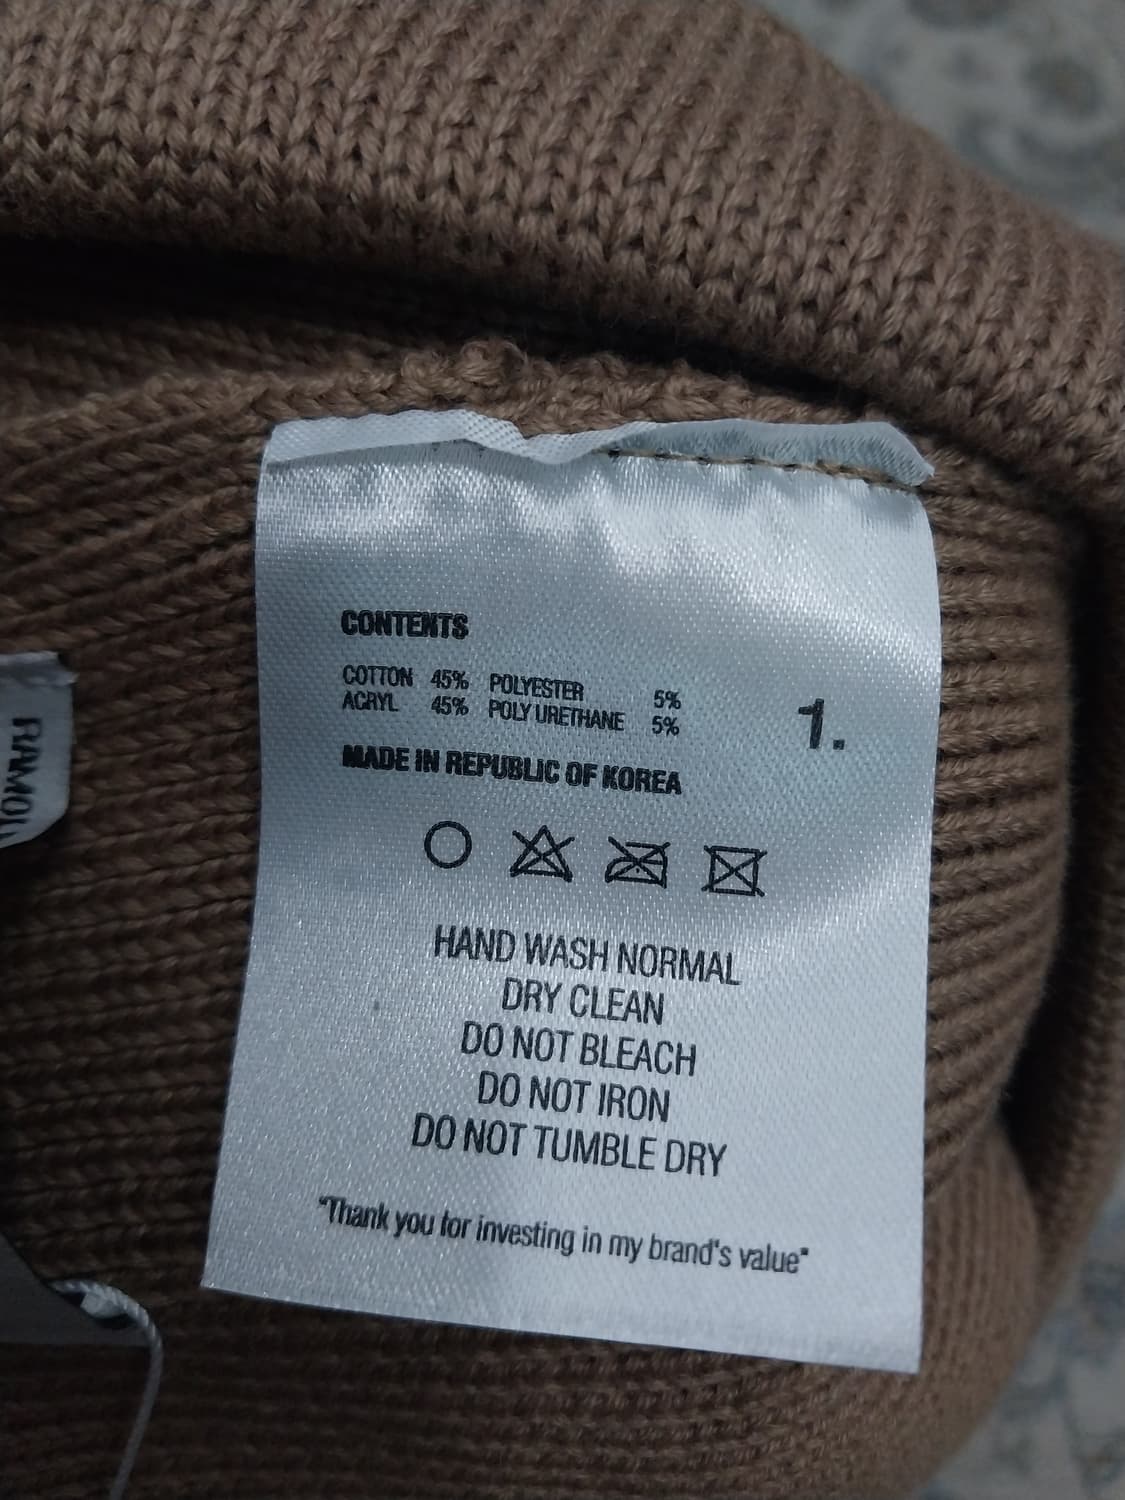 CONTENTS
COTTON 45% POLYESTER 5%
ACRYL 45% POLY URETHANE 5%
1.
MADE IN REPUBLIC OF KOREA
HAND WASH NORMAL
DRY CLEAN
DO NOT BLEACH
DO NOT IRON
DO NOT TUMBLE DRY
"Thank you for investing in my brand's value"